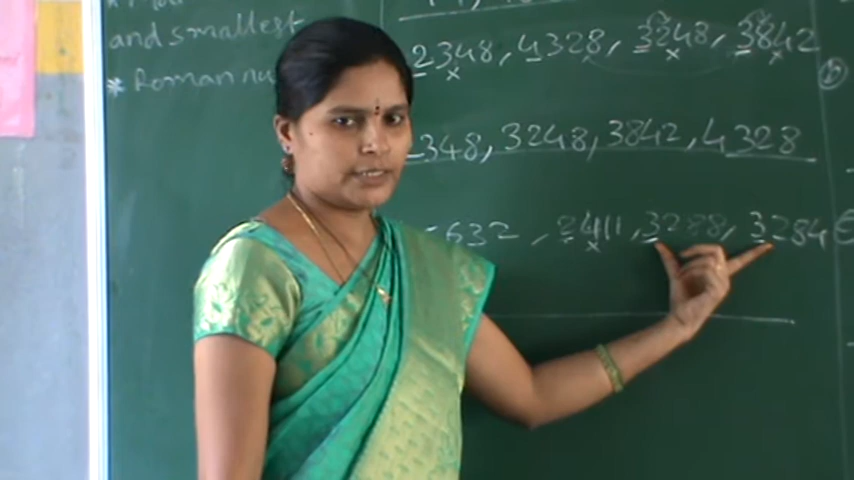 and smallest
* Roman nu
2348, 4328, 3248, 3842
2348, 3248, 3842, 4328
632, 2411, 3288, 3284